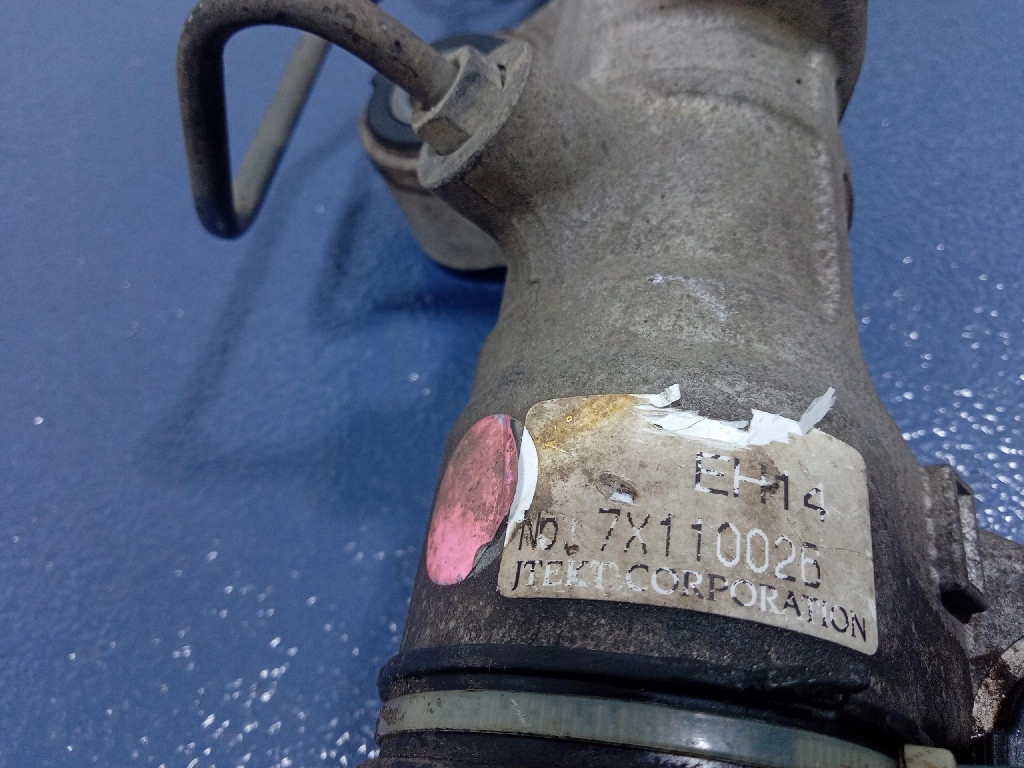 EH14
No. 7X110026
JTEKT CORPORATION